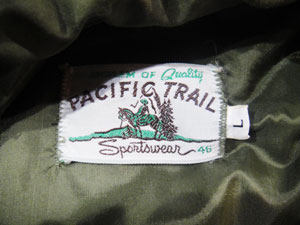 OF Quality
PACIFIC TRAIL
Sportswear 46
L